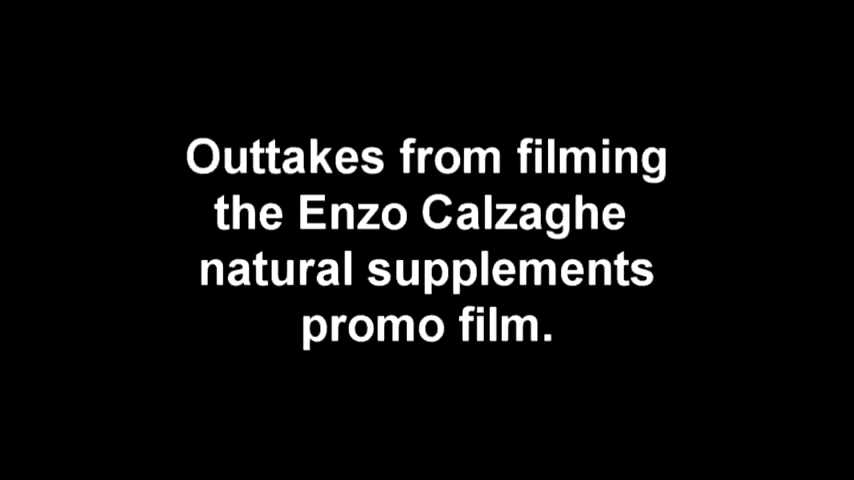 Outtakes from filming
the Enzo Calzaghe
natural supplements
promo film.